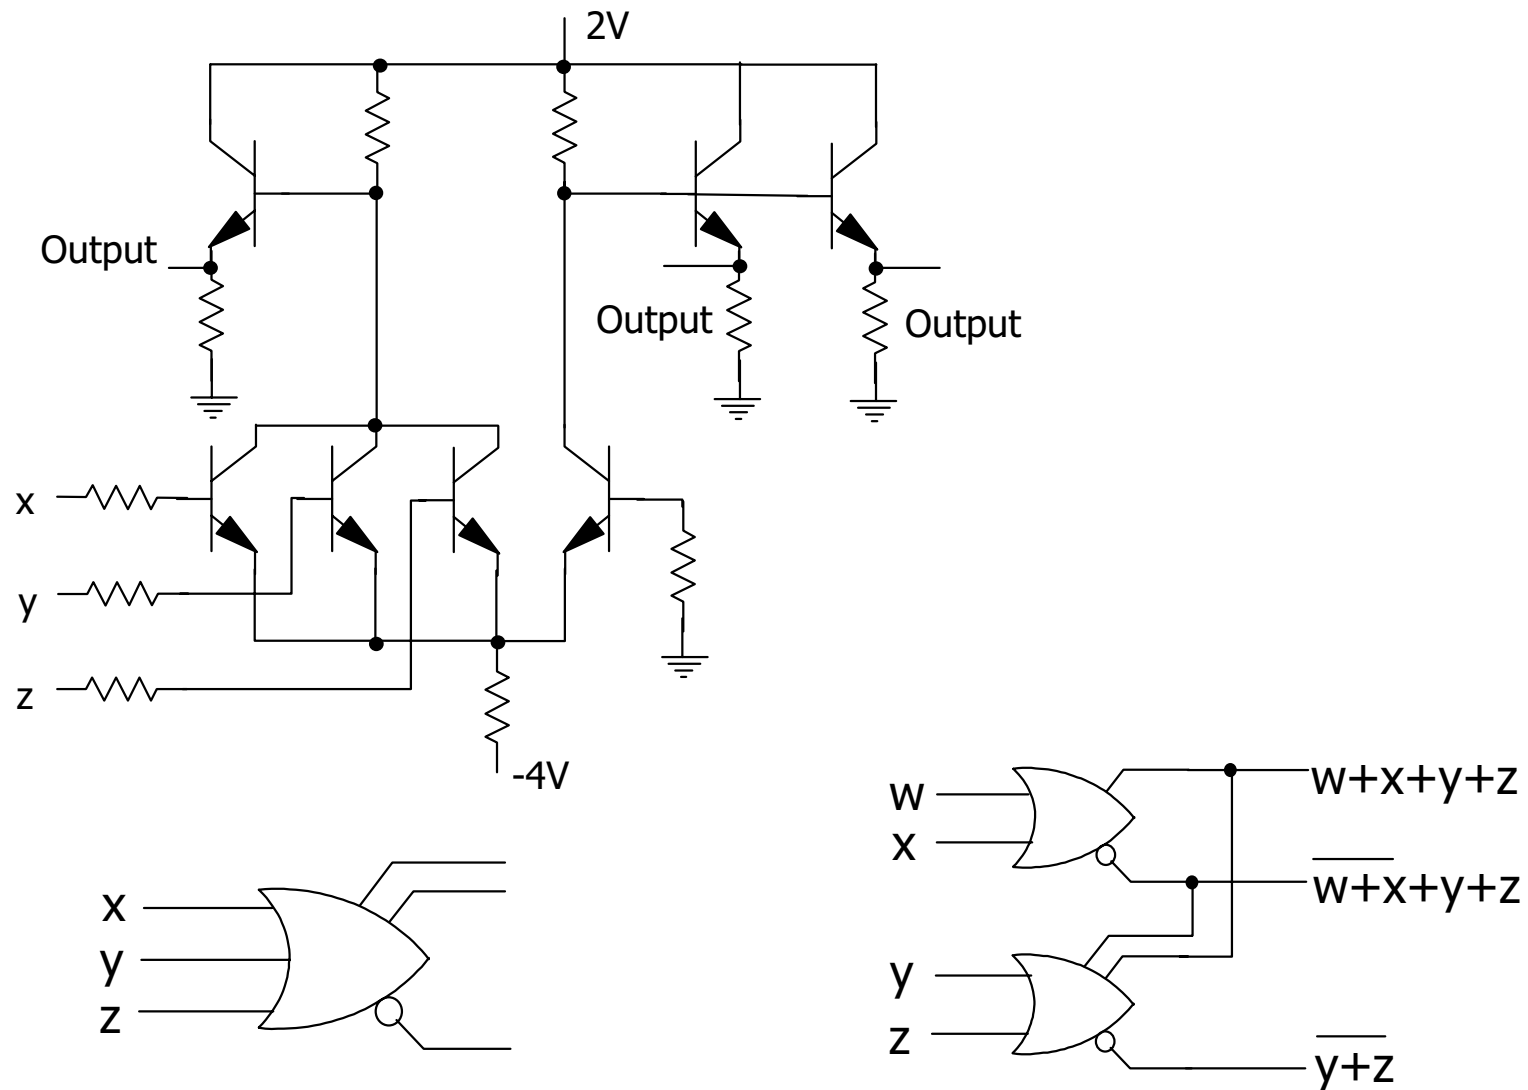 2V
Output
Output
Output
x
y
z
-4V
x
y
z
w
x
y
z
w+x+y+z
w̅+̅x̅+y+z
y̅+̅z̅